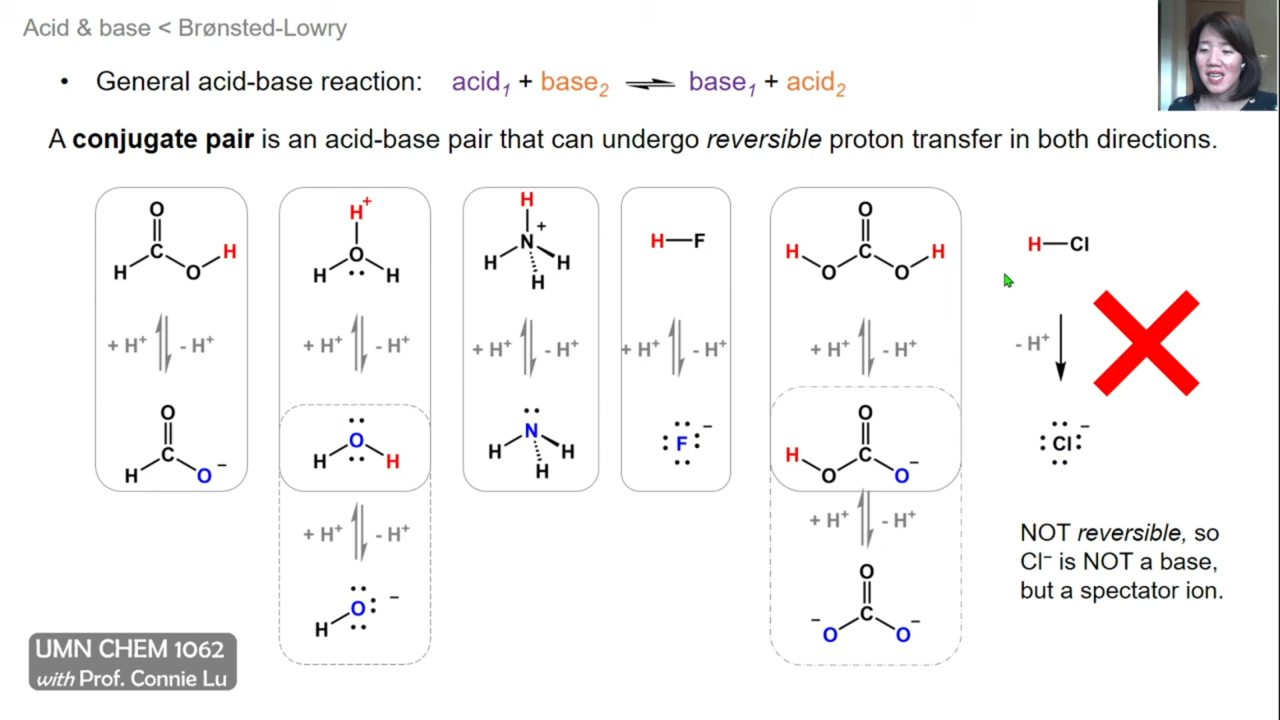 Acid & base < Brønsted-Lowry
• General acid-base reaction: acid₁ + base₂ ⇌ base₁ + acid₂
A conjugate pair is an acid-base pair that can undergo reversible proton transfer in both directions.
O
C
H
O
H
+ H⁺ - H⁺
O
C
H
O⁻
H⁺
O
H
H
+ H⁺ - H⁺
O
H
H
+ H⁺ - H⁺
H
O⁻
H
N⁺
H
H
H
+ H⁺ - H⁺
N
H
H
H
H—F
+ H⁺ - H⁺
F⁻
O
H
C
H
O
O
+ H⁺ - H⁺
O
H
C
O
O⁻
+ H⁺ - H⁺
O
C
⁻O
O⁻
H—Cl
- H⁺
Cl⁻
NOT reversible, so
Cl⁻ is NOT a base,
but a spectator ion.
UMN CHEM 1062
with Prof. Connie Lu